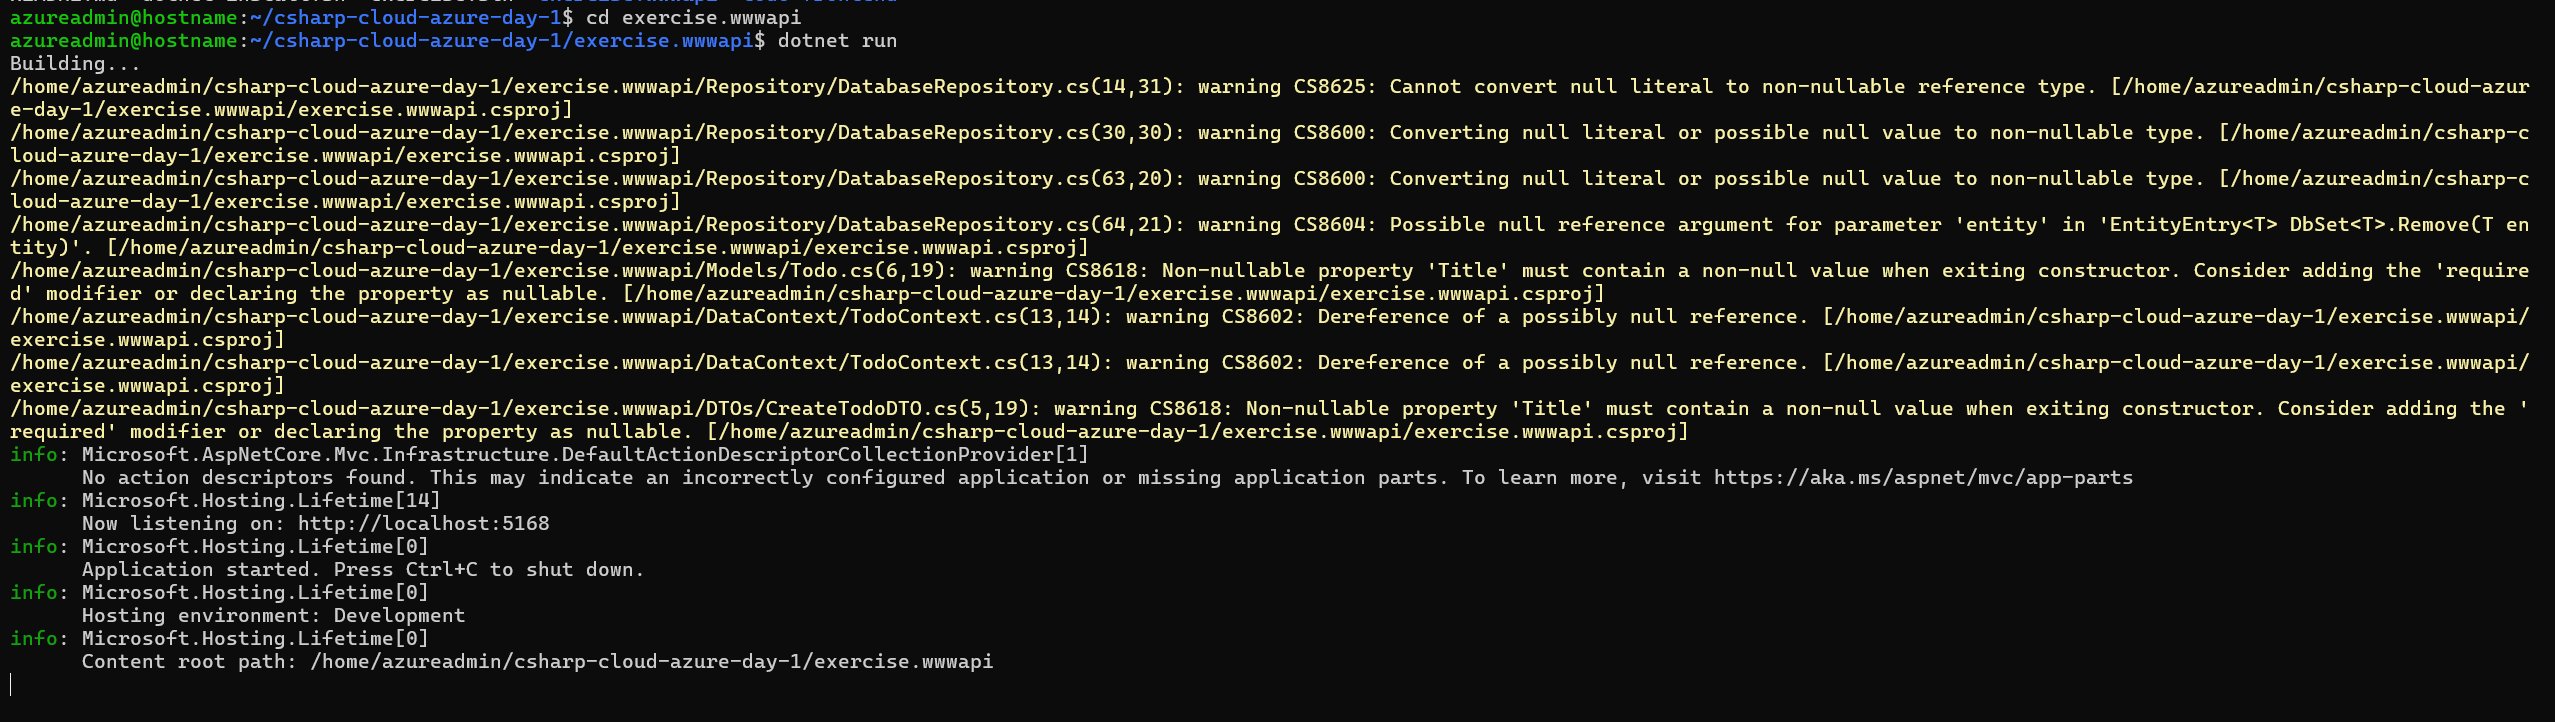 azureadmin@hostname:~/csharp-cloud-azure-day-1$ cd exercise.wwwapi
azureadmin@hostname:~/csharp-cloud-azure-day-1/exercise.wwwapi$ dotnet run
Building...
/home/azureadmin/csharp-cloud-azure-day-1/exercise.wwwapi/Repository/DatabaseRepository.cs(14,31): warning CS8625: Cannot convert null literal to non-nullable reference type. [/home/azureadmin/csharp-cloud-azur
e-day-1/exercise.wwwapi/exercise.wwwapi.csproj]
/home/azureadmin/csharp-cloud-azure-day-1/exercise.wwwapi/Repository/DatabaseRepository.cs(30,30): warning CS8600: Converting null literal or possible null value to non-nullable type. [/home/azureadmin/csharp-c
loud-azure-day-1/exercise.wwwapi/exercise.wwwapi.csproj]
/home/azureadmin/csharp-cloud-azure-day-1/exercise.wwwapi/Repository/DatabaseRepository.cs(63,20): warning CS8600: Converting null literal or possible null value to non-nullable type. [/home/azureadmin/csharp-c
loud-azure-day-1/exercise.wwwapi/exercise.wwwapi.csproj]
/home/azureadmin/csharp-cloud-azure-day-1/exercise.wwwapi/Repository/DatabaseRepository.cs(64,21): warning CS8604: Possible null reference argument for parameter 'entity' in 'EntityEntry<T> DbSet<T>.Remove(T en
tity)'. [/home/azureadmin/csharp-cloud-azure-day-1/exercise.wwwapi/exercise.wwwapi.csproj]
/home/azureadmin/csharp-cloud-azure-day-1/exercise.wwwapi/Models/Todo.cs(6,19): warning CS8618: Non-nullable property 'Title' must contain a non-null value when exiting constructor. Consider adding the 'require
d' modifier or declaring the property as nullable. [/home/azureadmin/csharp-cloud-azure-day-1/exercise.wwwapi/exercise.wwwapi.csproj]
/home/azureadmin/csharp-cloud-azure-day-1/exercise.wwwapi/DataContext/TodoContext.cs(13,14): warning CS8602: Dereference of a possibly null reference. [/home/azureadmin/csharp-cloud-azure-day-1/exercise.wwwapi/
exercise.wwwapi.csproj]
/home/azureadmin/csharp-cloud-azure-day-1/exercise.wwwapi/DataContext/TodoContext.cs(13,14): warning CS8602: Dereference of a possibly null reference. [/home/azureadmin/csharp-cloud-azure-day-1/exercise.wwwapi/
exercise.wwwapi.csproj]
/home/azureadmin/csharp-cloud-azure-day-1/exercise.wwwapi/DTOs/CreateTodoDTO.cs(5,19): warning CS8618: Non-nullable property 'Title' must contain a non-null value when exiting constructor. Consider adding the '
required' modifier or declaring the property as nullable. [/home/azureadmin/csharp-cloud-azure-day-1/exercise.wwwapi/exercise.wwwapi.csproj]
info: Microsoft.AspNetCore.Mvc.Infrastructure.DefaultActionDescriptorCollectionProvider[1]
      No action descriptors found. This may indicate an incorrectly configured application or missing application parts. To learn more, visit https://aka.ms/aspnet/mvc/app-parts
info: Microsoft.Hosting.Lifetime[14]
      Now listening on: http://localhost:5168
info: Microsoft.Hosting.Lifetime[0]
      Application started. Press Ctrl+C to shut down.
info: Microsoft.Hosting.Lifetime[0]
      Hosting environment: Development
info: Microsoft.Hosting.Lifetime[0]
      Content root path: /home/azureadmin/csharp-cloud-azure-day-1/exercise.wwwapi